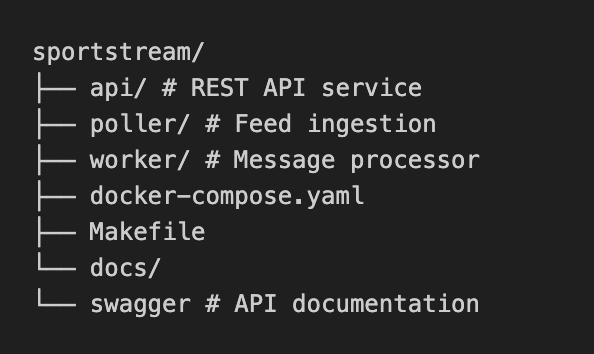 sportstream/
├── api/ # REST API service
├── poller/ # Feed ingestion
├── worker/ # Message processor
├── docker-compose.yaml
├── Makefile
└── docs/
└── swagger # API documentation